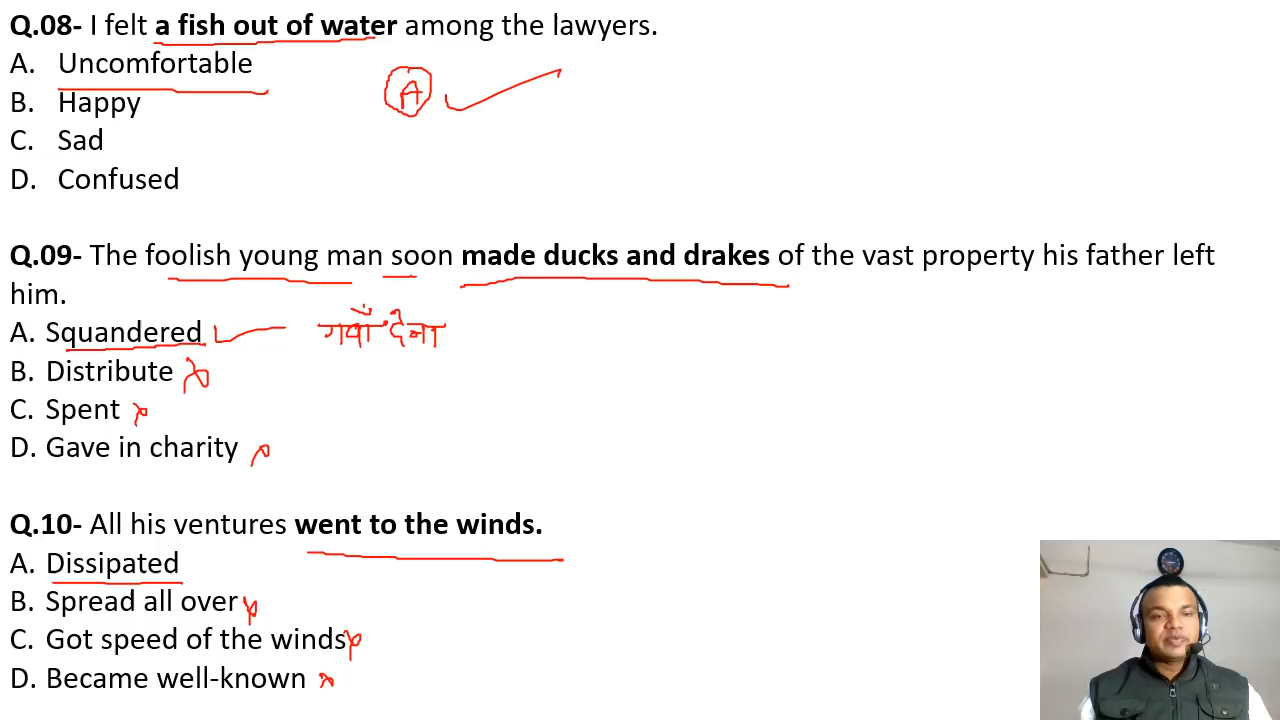 Q.08- I felt a fish out of water among the lawyers.
A. Uncomfortable
A
B. Happy
C. Sad
D. Confused
Q.09- The foolish young man soon made ducks and drakes of the vast property his father left
him.
A. Squandered
गवाँ देना
B. Distribute
C. Spent
D. Gave in charity
Q.10- All his ventures went to the winds.
A. Dissipated
B. Spread all over
C. Got speed of the winds
D. Became well-known